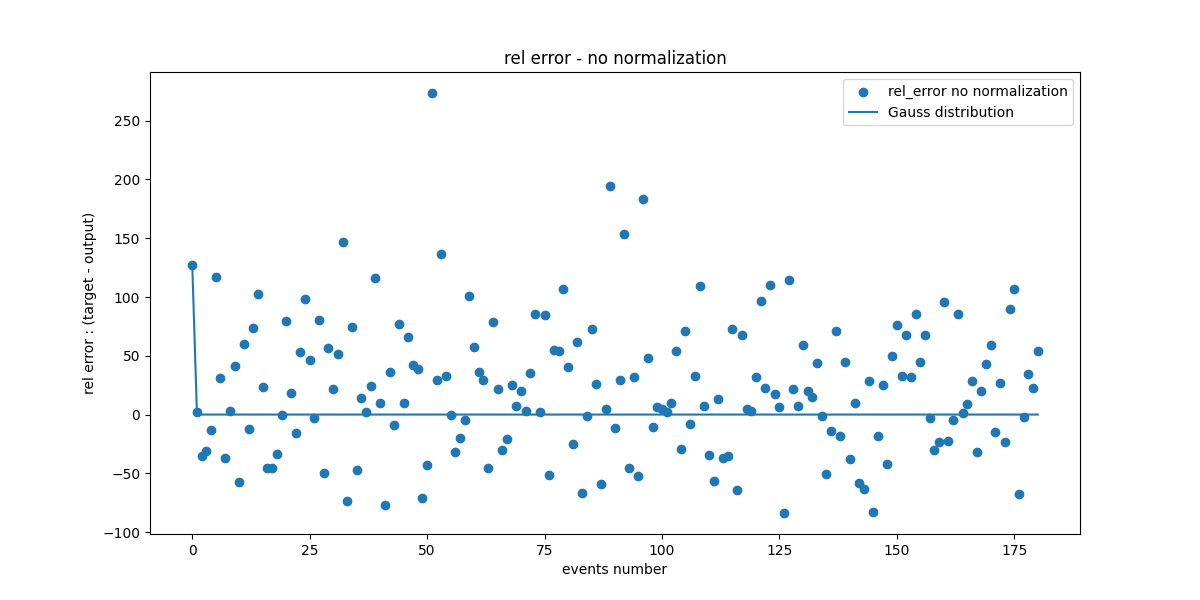 rel error - no normalization
rel_error no normalization
Gauss distribution
rel error : (target - output)
250
200
150
100
50
0
−50
−100
0 25 50 75 100 125 150 175
events number